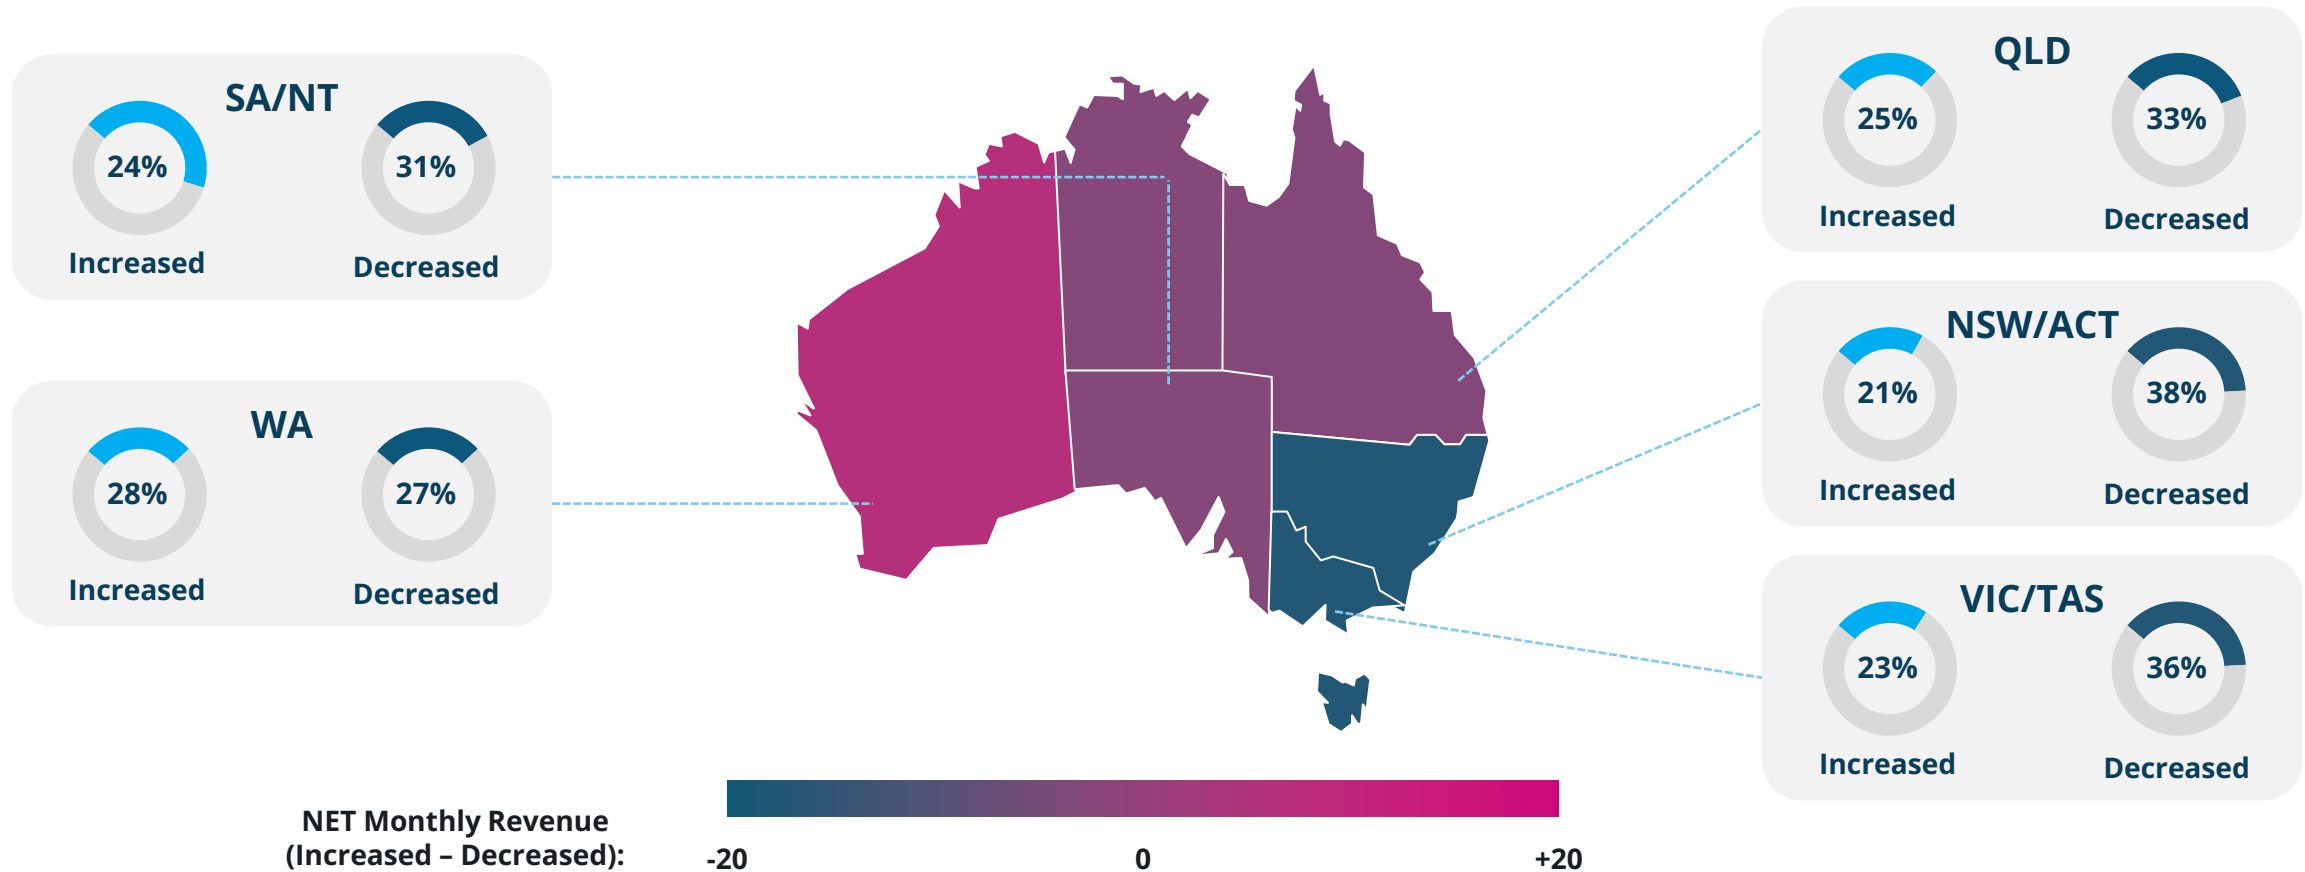 SA/NT
24%
31%
Increased
Decreased
WA
28%
27%
Increased
Decreased
QLD
25%
33%
Increased
Decreased
NSW/ACT
21%
38%
Increased
Decreased
VIC/TAS
23%
36%
Increased
Decreased
NET Monthly Revenue
(Increased – Decreased):
-20
0
+20